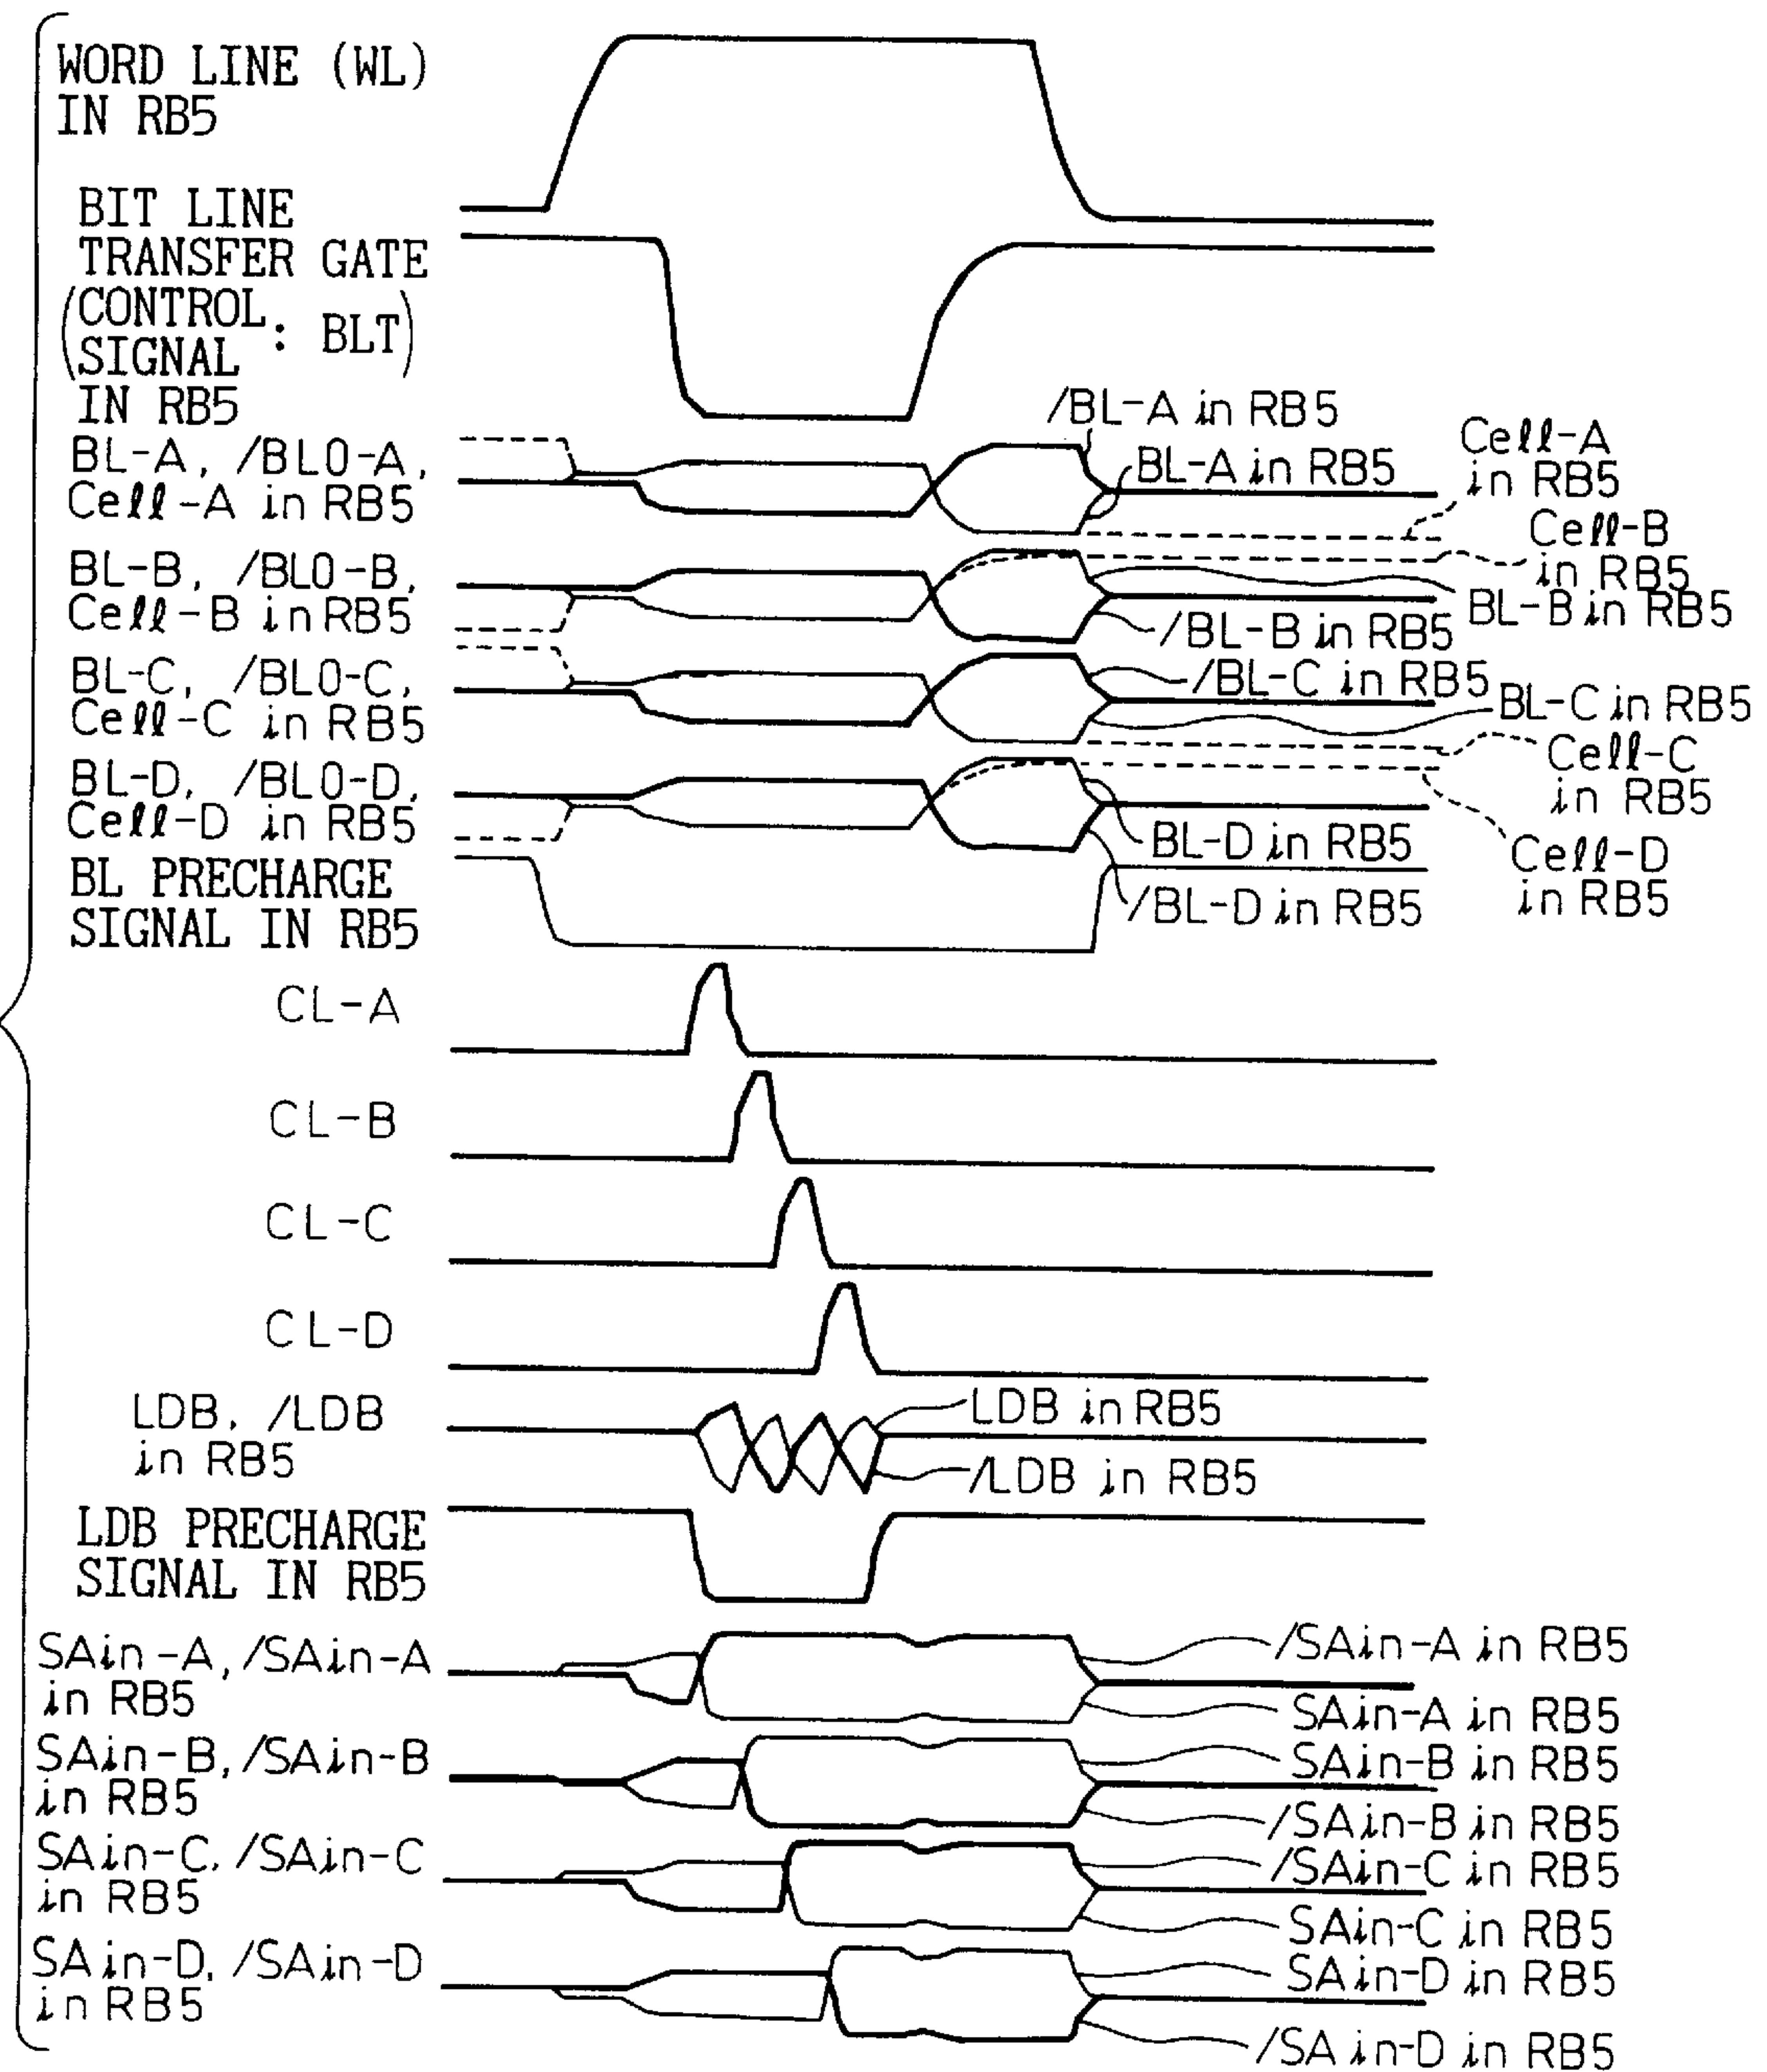 WORD LINE (WL)
IN RB5
BIT LINE
TRANSFER GATE
(CONTROL
SIGNAL : BLT)
IN RB5
/BL-A in RB5
BL-A in RB5
Cell-A
in RB5
BL-A, /BL0-A,
Cell-A in RB5
Cell-B
in RB5
BL-B, /BL0-B,
Cell-B in RB5
BL-B in RB5
/BL-B in RB5
BL-C, /BL0-C,
Cell-C in RB5
/BL-C in RB5
BL-C in RB5
Cell-C
in RB5
BL-D, /BL0-D,
Cell-D in RB5
BL-D in RB5
Cell-D
in RB5
/BL-D in RB5
BL PRECHARGE
SIGNAL IN RB5
CL-A
CL-B
CL-C
CL-D
LDB, /LDB
in RB5
LDB in RB5
/LDB in RB5
LDB PRECHARGE
SIGNAL IN RB5
SAin-A, /SAin-A
in RB5
/SAin-A in RB5
SAin-A in RB5
SAin-B, /SAin-B
in RB5
SAin-B in RB5
/SAin-B in RB5
SAin-C, /SAin-C
in RB5
/SAin-C in RB5
SAin-C in RB5
SAin-D, /SAin-D
in RB5
SAin-D in RB5
/SAin-D in RB5